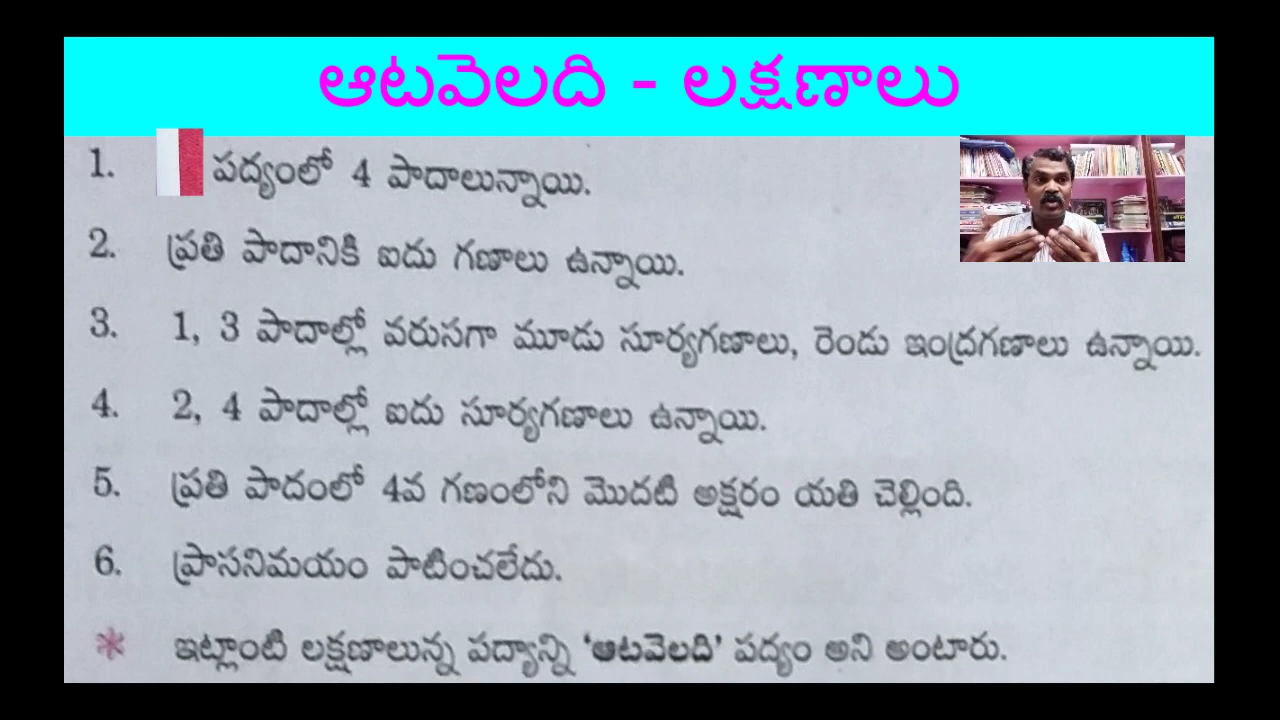 ఆటవెలది - లక్షణాలు
1. పద్యంలో 4 పాదాలున్నాయి.
2. ప్రతి పాదానికి ఐదు గణాలు ఉన్నాయి.
3. 1, 3 పాదాల్లో వరుసగా మూడు సూర్యగణాలు, రెండు ఇంద్రగణాలు ఉన్నాయి.
4. 2, 4 పాదాల్లో ఐదు సూర్యగణాలు ఉన్నాయి.
5. ప్రతి పాదంలో 4వ గణంలోని మొదటి అక్షరం యతి చెల్లింది.
6. ప్రాసనిమయం పాటించలేదు.
* ఇట్లాంటి లక్షణాలున్న పద్యాన్ని ‘ఆటవెలది’ పద్యం అని అంటారు.